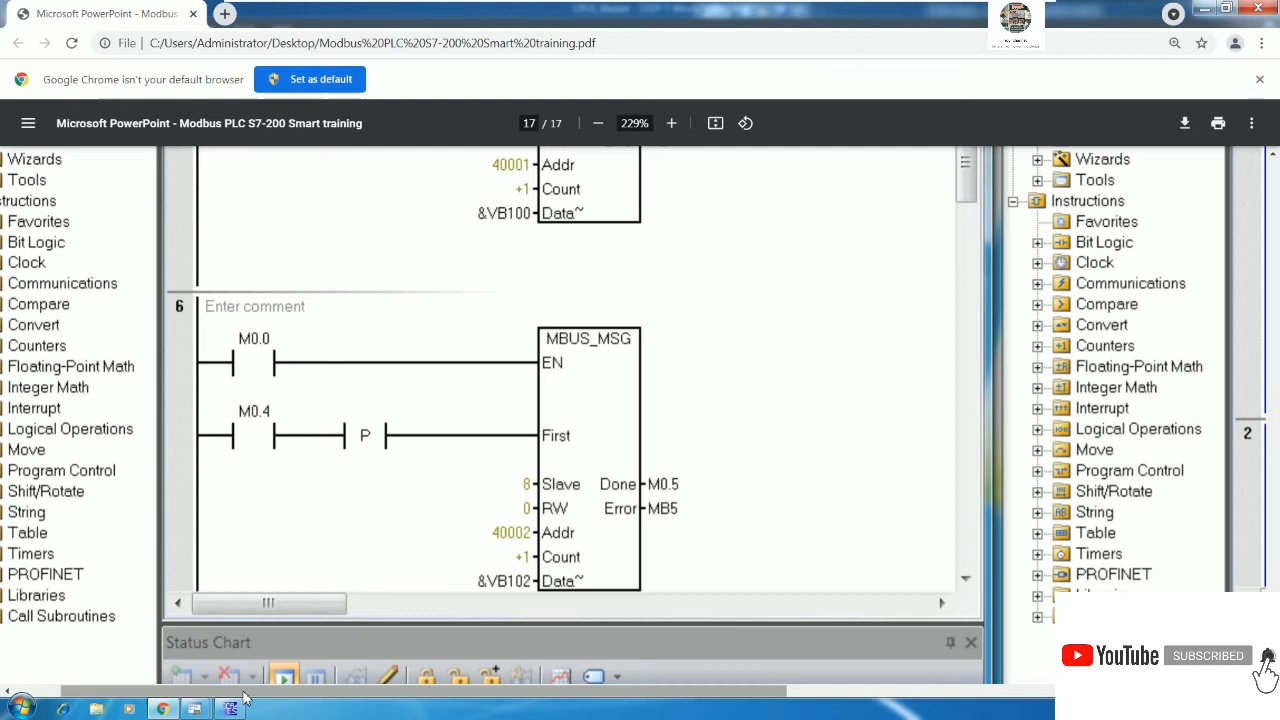 Microsoft PowerPoint - Modbus
File
C:/Users/Administrator/Desktop/Modbus%20PLC%20S7-200%20Smart%20training.pdf
Google Chrome isn't your default browser
Set as default
Microsoft PowerPoint - Modbus PLC S7-200 Smart training
17 / 17
229%
Wizards
Tools
structions
Favorites
Bit Logic
Clock
Communications
Compare
Convert
Counters
Floating-Point Math
Integer Math
Interrupt
Logical Operations
Move
Program Control
Shift/Rotate
String
Table
Timers
PROFINET
Libraries
Call Subroutines
40001 Addr
+1 Count
&VB100 Data~
6 Enter comment
M0.0
MBUS_MSG
EN
M0.4
P
First
8 Slave Done M0.5
0 RW Error MB5
40002 Addr
+1 Count
&VB102 Data~
Status Chart
Wizards
Tools
Instructions
Favorites
Bit Logic
Clock
Communications
Compare
Convert
Counters
Floating-Point Math
Integer Math
Interrupt
Logical Operations
Move
Program Control
Shift/Rotate
String
Table
Timers
PROFINET
2
YouTube
SUBSCRIBED